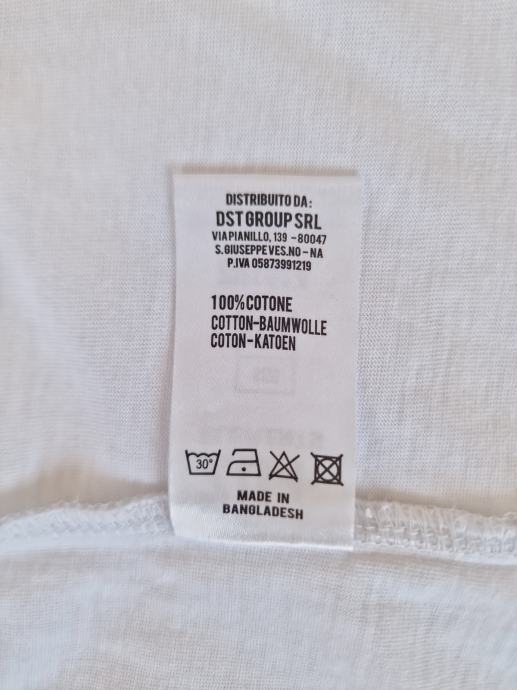 DISTRIBUITO DA:
DST GROUP SRL
VIA PIANILLO, 139 -80047
S.GIUSEPPE VES.NO - NA
P.IVA 05873991219
100% COTONE
COTTON-BAUMWOLLE
COTON-KATOEN
30°
MADE IN
BANGLADESH